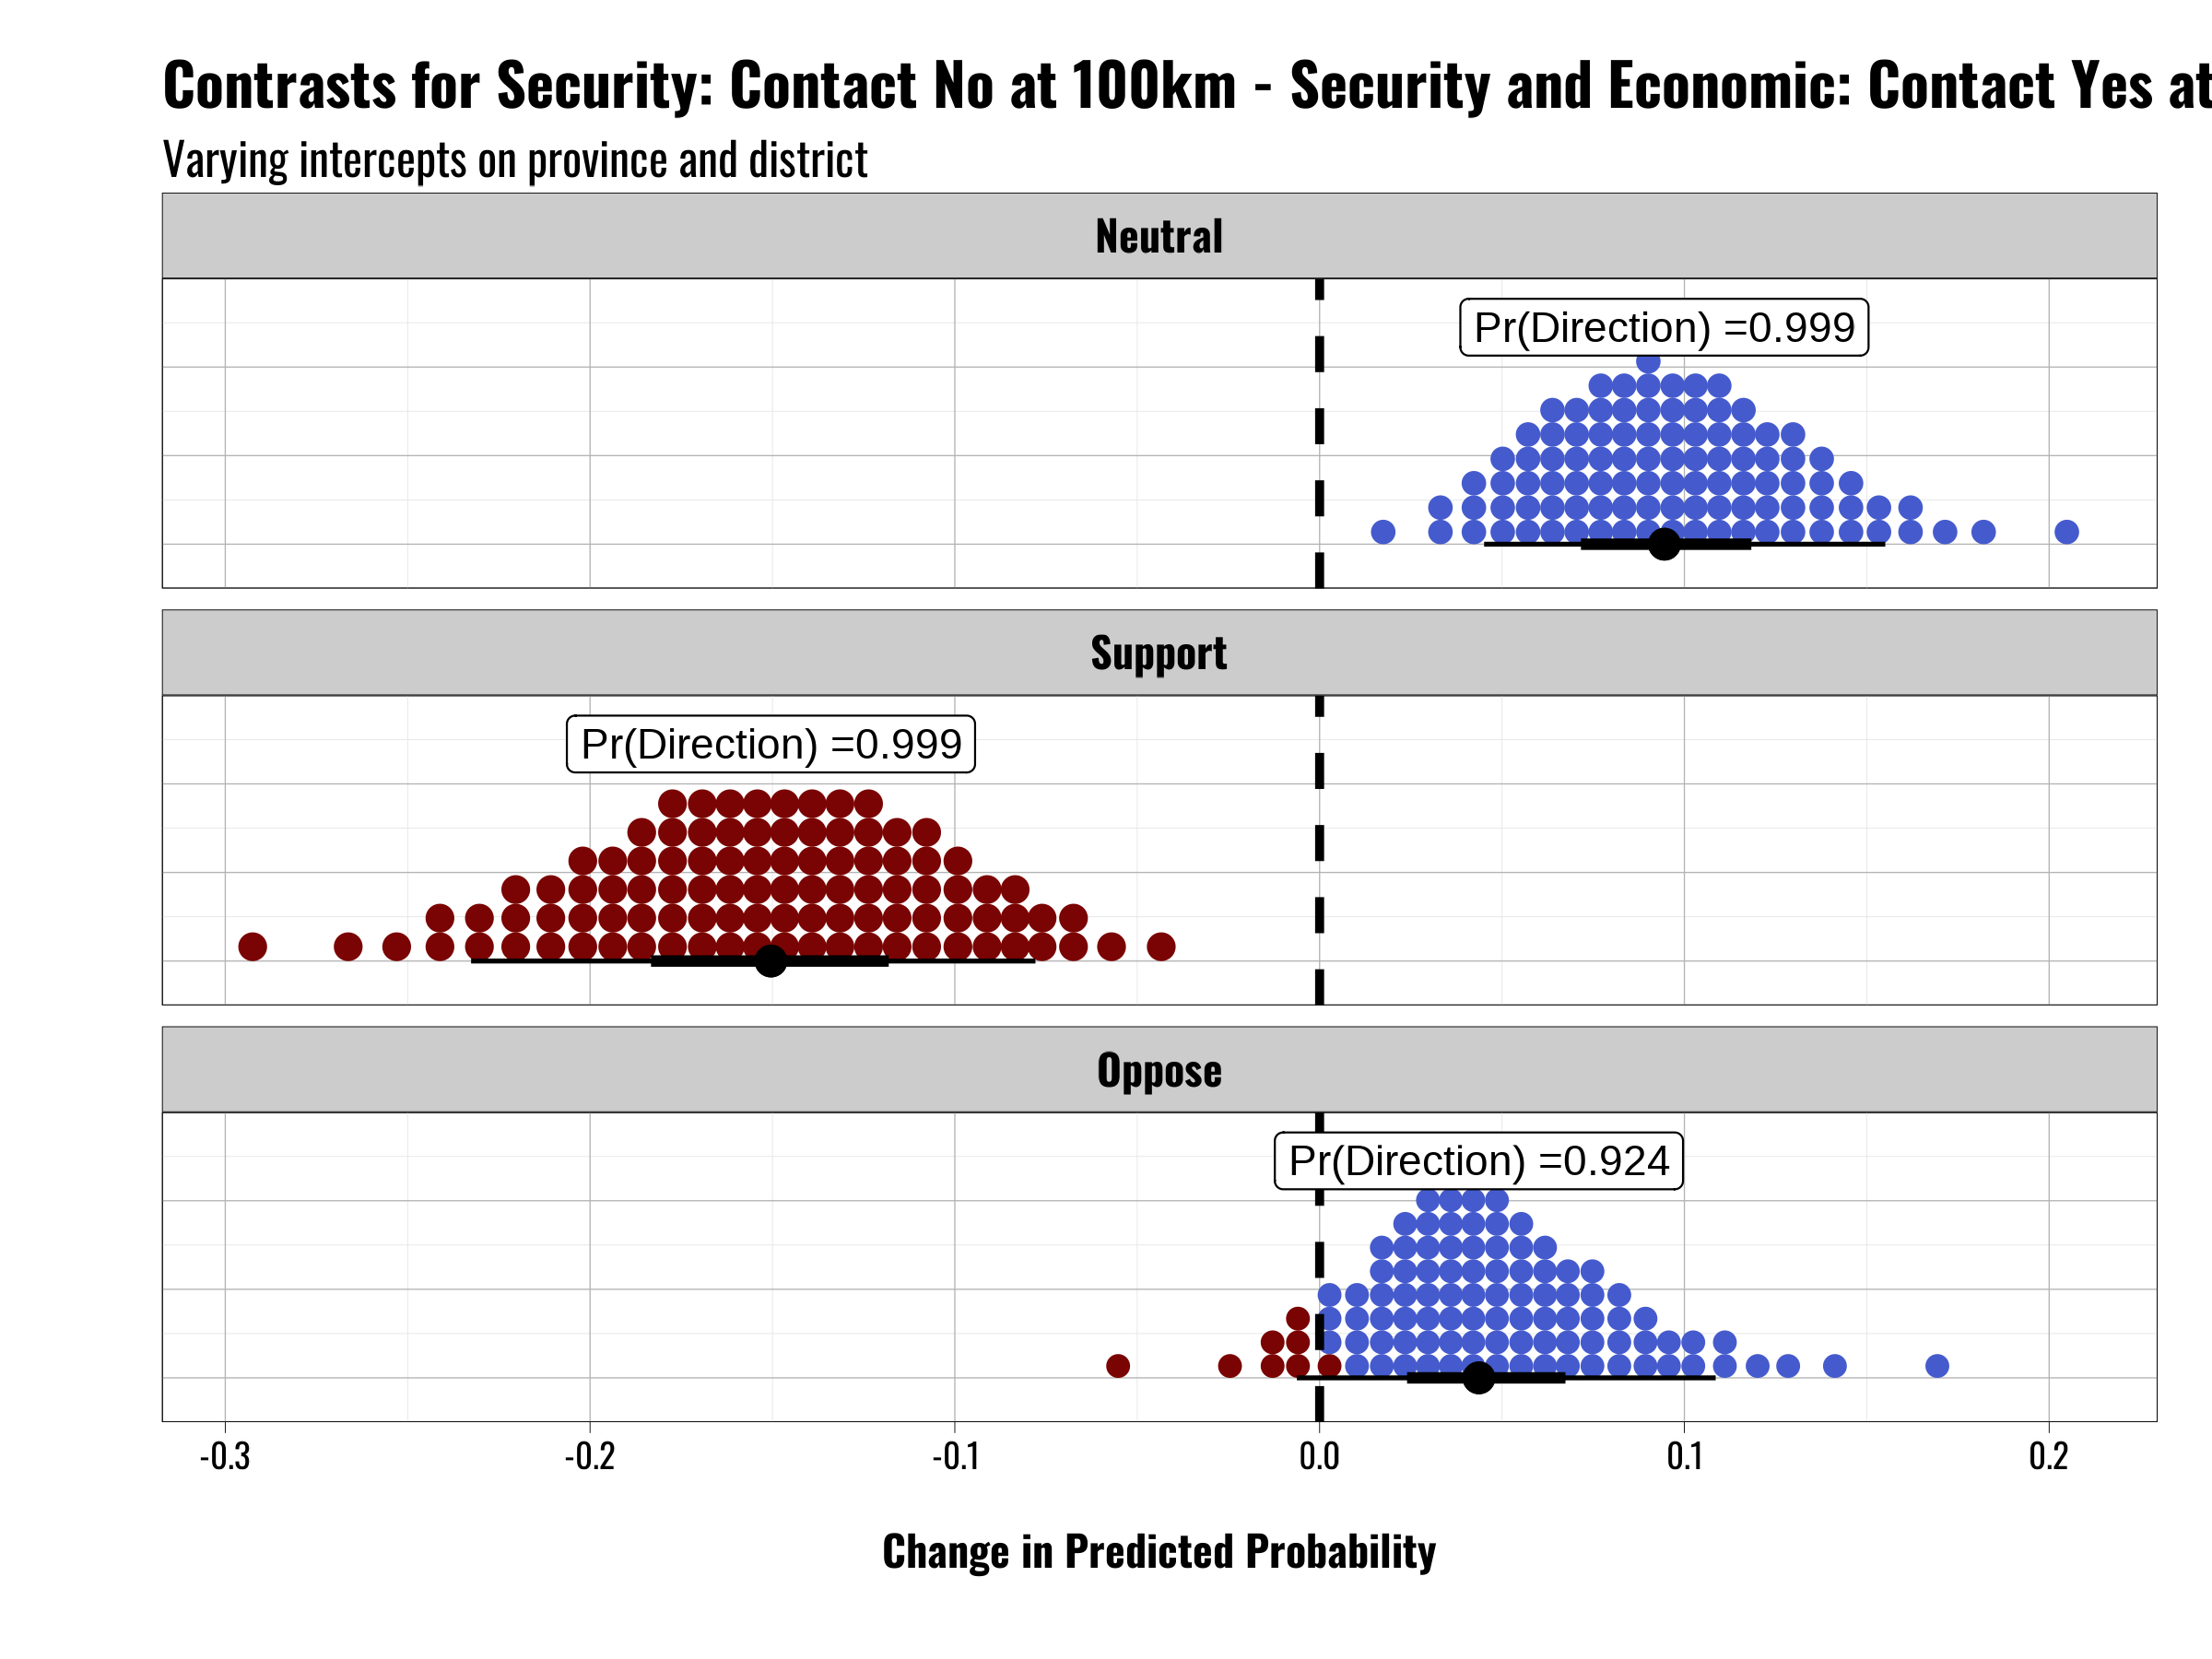 Contrasts for Security: Contact No at 100km - Security and Economic: Contact Yes at
Varying intercepts on province and district
Neutral
Pr(Direction) =0.999
Support
Pr(Direction) =0.999
Oppose
Pr(Direction) =0.924
-0.3 -0.2 -0.1 0.0 0.1 0.2
Change in Predicted Probability